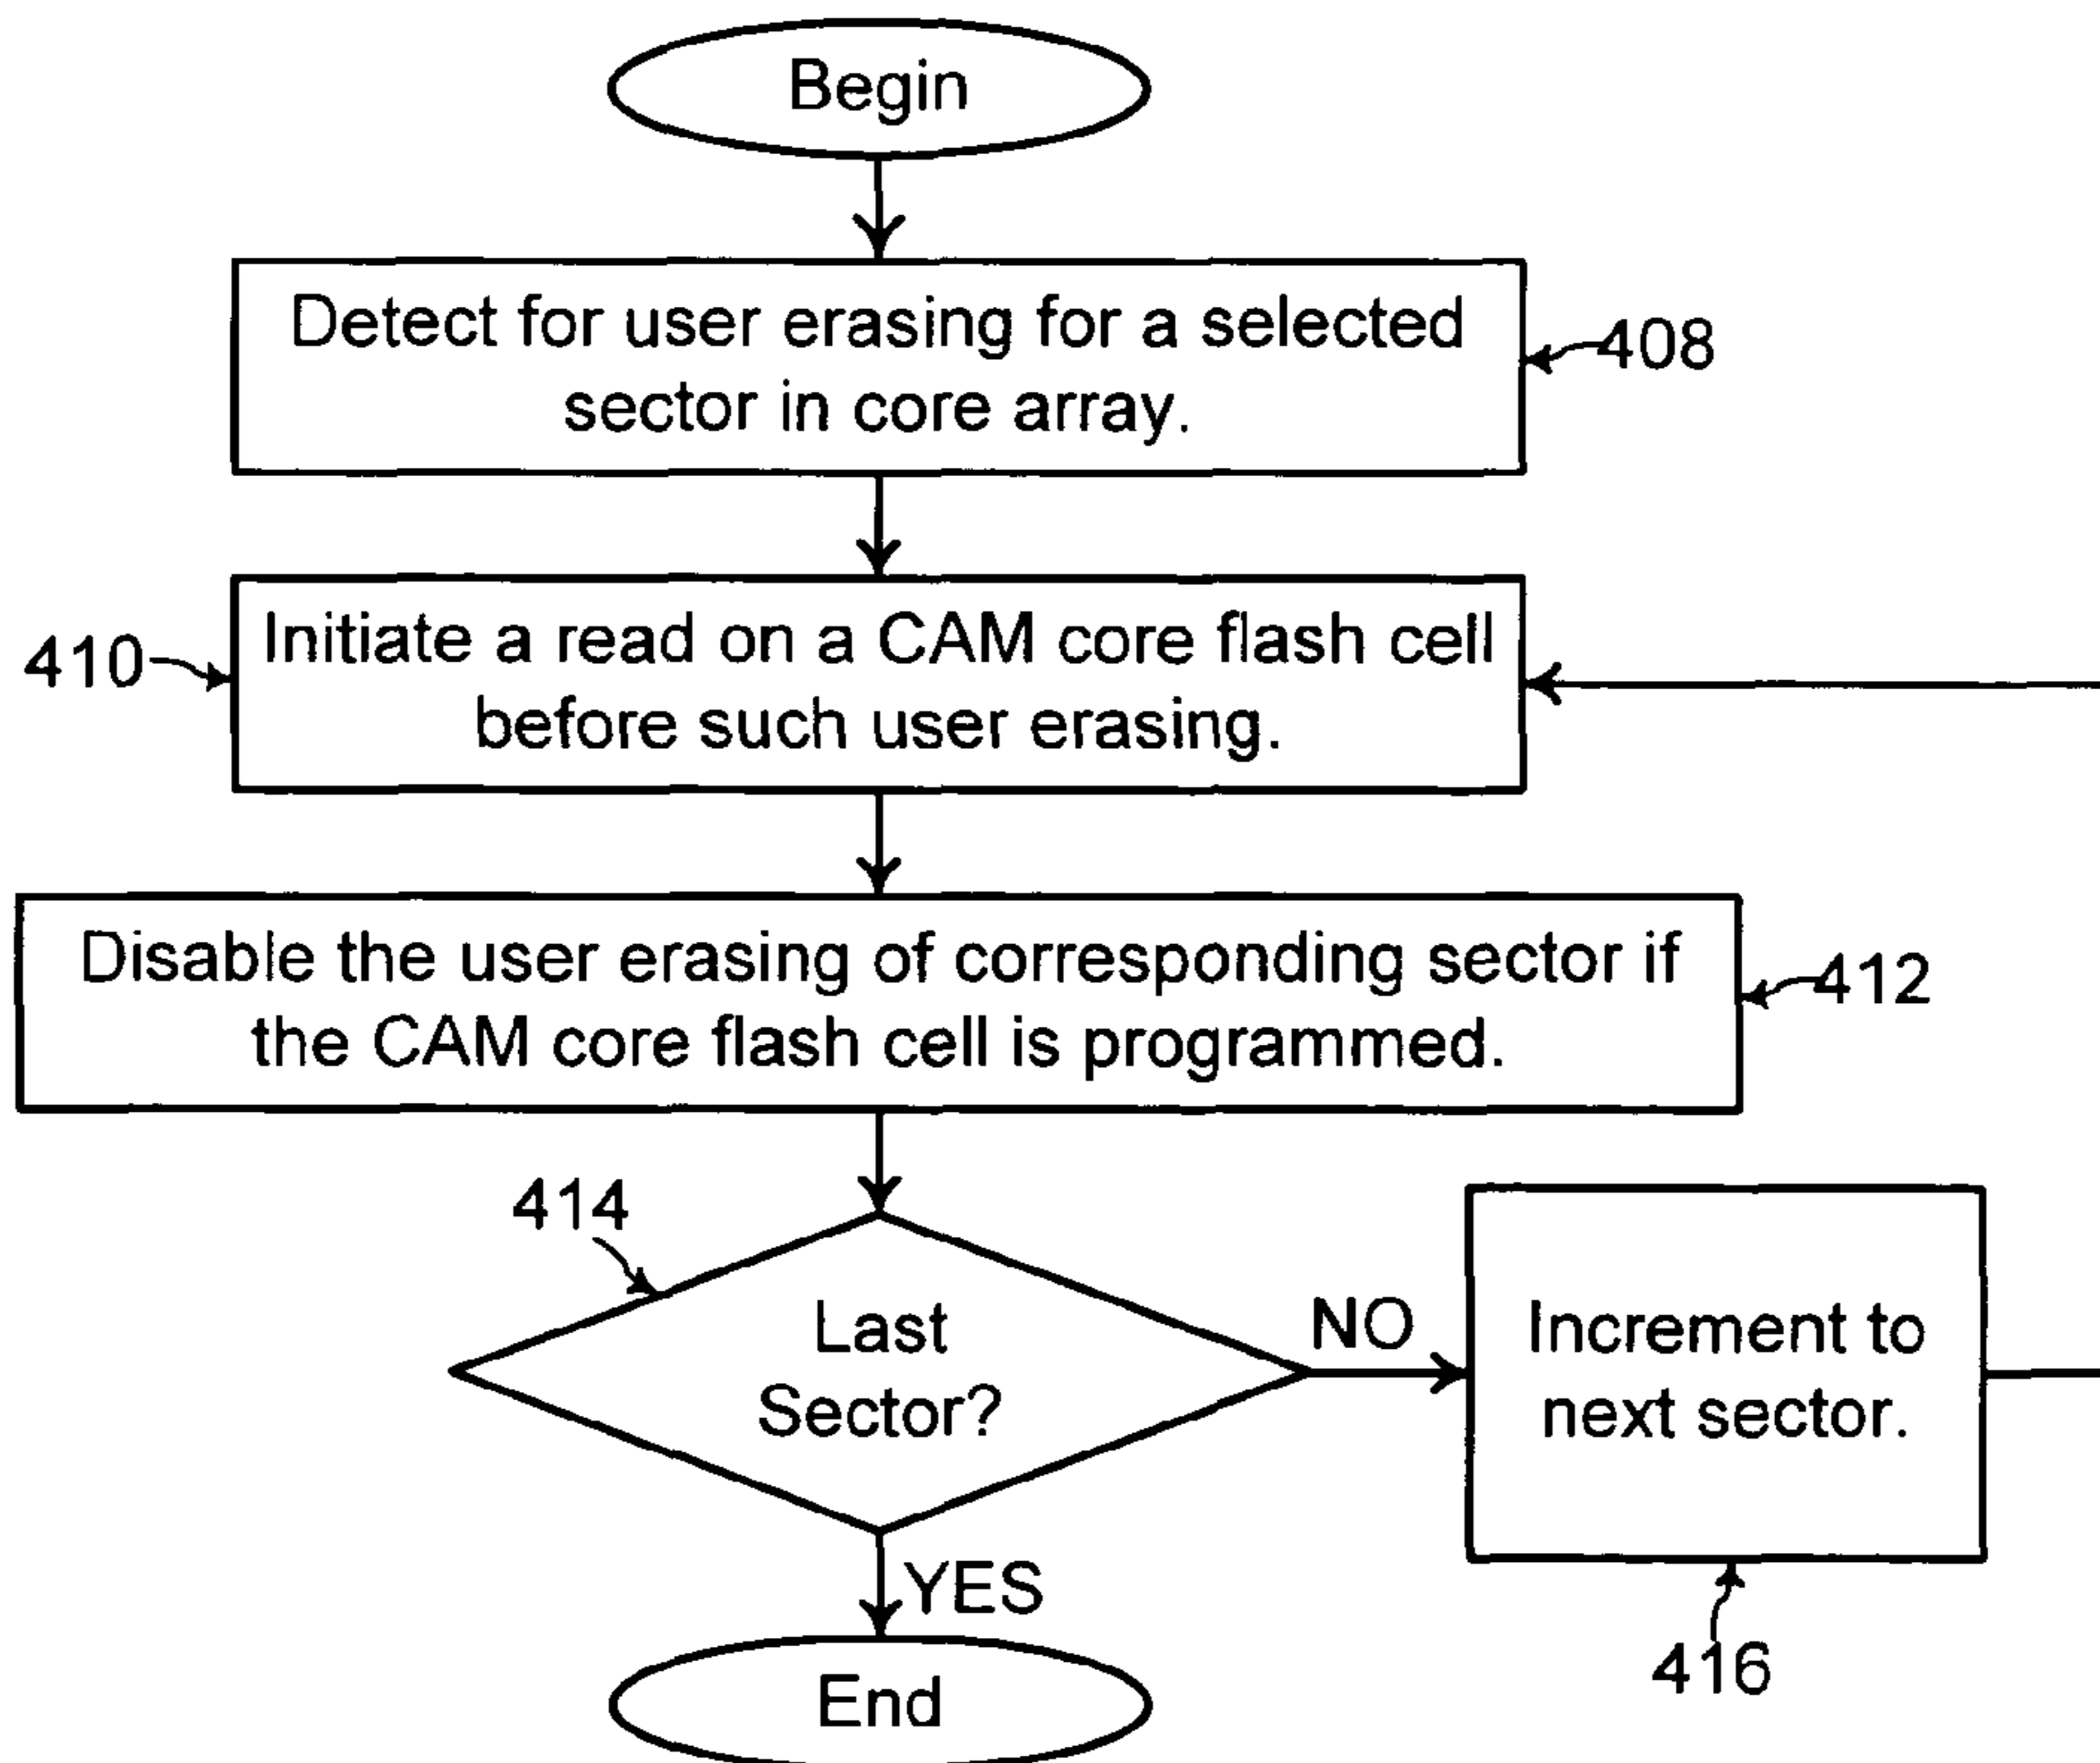 Begin
Detect for user erasing for a selected
sector in core array.
408
Initiate a read on a CAM core flash cell
before such user erasing.
410
Disable the user erasing of corresponding sector if
the CAM core flash cell is programmed.
412
414
Last
Sector?
NO
Increment to
next sector.
416
YES
End